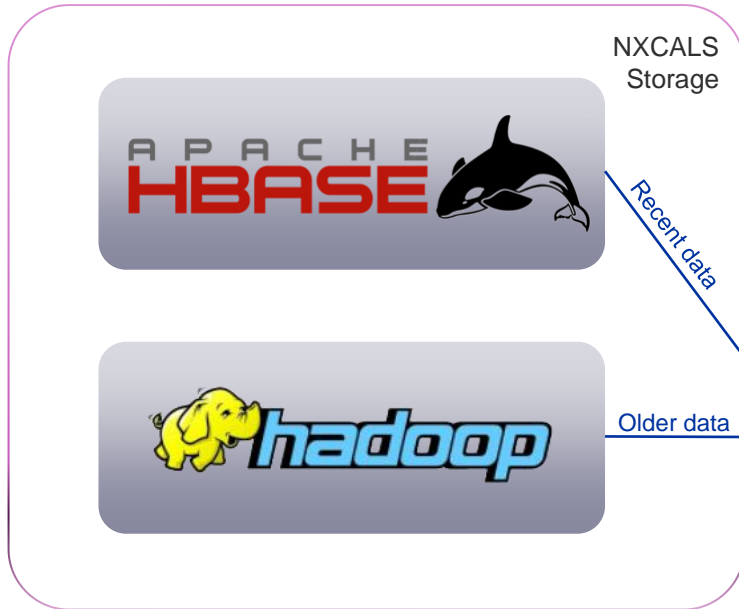 NXCALS
Storage
APACHE
HBASE
Recent data
hadoop
Older data